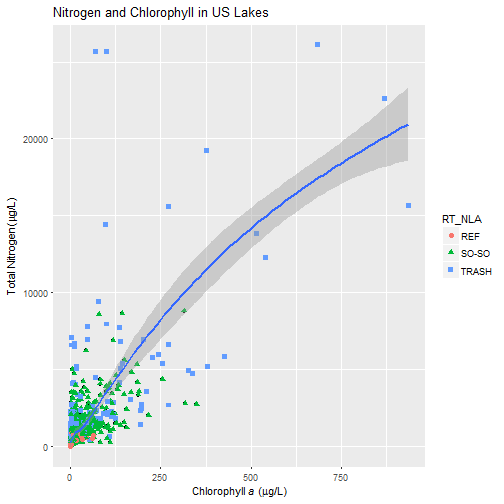 Nitrogen and Chlorophyll in US Lakes
Total Nitrogen(µg/L)
20000
10000
0
0
250
500
750
Chlorophyll a (µg/L)
RT_NLA
REF
SO-SO
TRASH